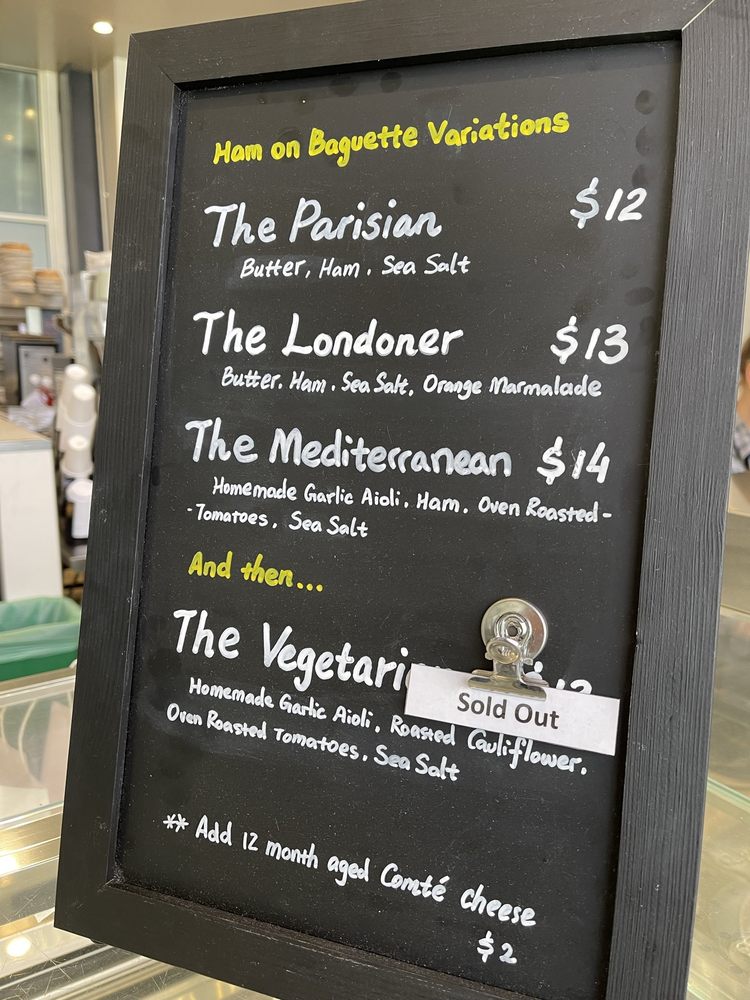 Ham on Baguette Variations
The Parisian $12
Butter, Ham, Sea Salt
The Londoner $13
Butter, Ham, Sea Salt, Orange Marmalade
The Mediterranean $14
Homemade Garlic Aioli, Ham, Oven Roasted-
-Tomatoes, Sea Salt
And then...
The
Sold Out
Homemade Garlic Aioli, Roasted Cauliflower,
Oven Roasted Tomatoes, Sea Salt
** Add 12 month aged Comté cheese
$2